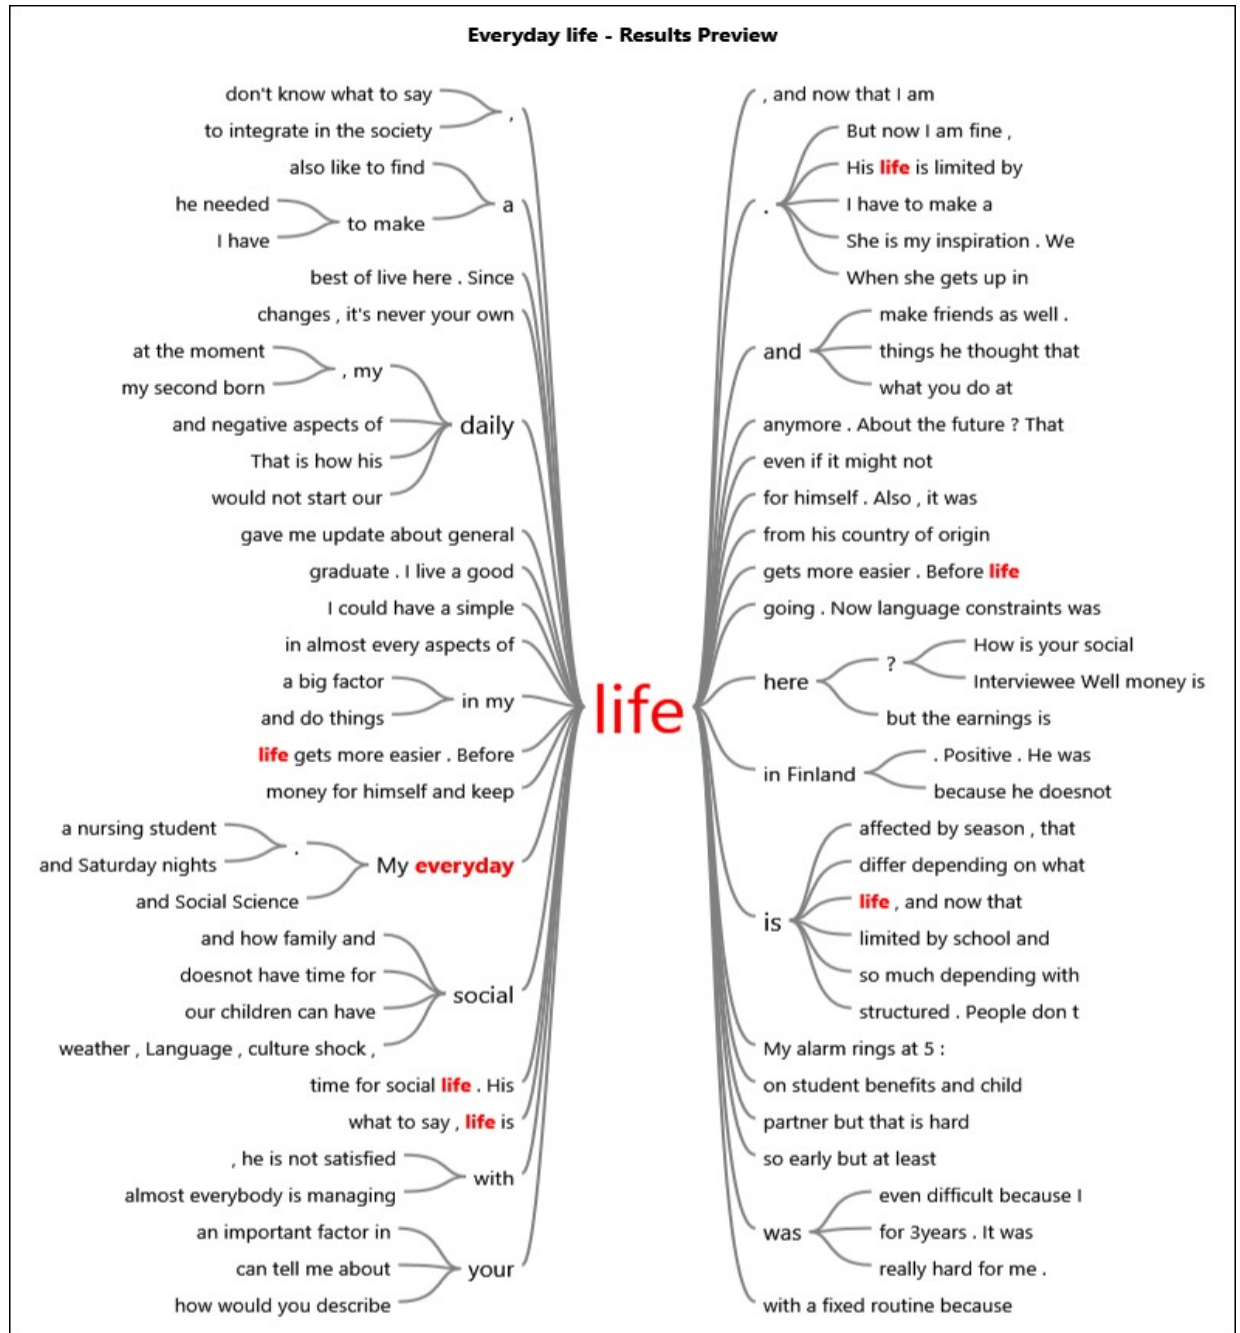 Everyday life - Results Preview
don't know what to say
to integrate in the society
,
also like to find
he needed
I have
to make
a
best of live here . Since
changes , it's never your own
at the moment
my second born
, my
and negative aspects of
That is how his
would not start our
daily
gave me update about general
graduate . I live a good
I could have a simple
in almost every aspects of
a big factor
and do things
in my
life gets more easier . Before
money for himself and keep
a nursing student
and Saturday nights
.
and Social Science
My everyday
and how family and
doesnot have time for
our children can have
weather , Language , culture shock ,
social
time for social life . His
what to say , life is
, he is not satisfied
almost everybody is managing
with
an important factor in
can tell me about
how would you describe
your
life
, and now that I am
.
But now I am fine ,
His life is limited by
I have to make a
She is my inspiration . We
When she gets up in
and
make friends as well .
things he thought that
what you do at
anymore . About the future ? That
even if it might not
for himself . Also , it was
from his country of origin
gets more easier . Before life
going . Now language constraints was
here
?
How is your social
Interviewee Well money is
but the earnings is
in Finland
. Positive . He was
because he doesnot
is
affected by season , that
differ depending on what
life , and now that
limited by school and
so much depending with
structured . People don t
My alarm rings at 5 :
on student benefits and child
partner but that is hard
so early but at least
was
even difficult because I
for 3years . It was
really hard for me .
with a fixed routine because